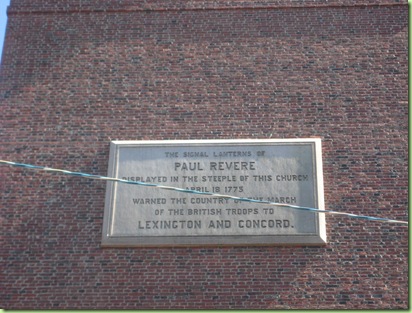 THE SIGNAL LANTERNS OF
PAUL REVERE
DISPLAYED IN THE STEEPLE OF THIS CHURCH
APRIL 18 1775
WARNED THE COUNTRY OF THE MARCH
OF THE BRITISH TROOPS TO
LEXINGTON AND CONCORD.